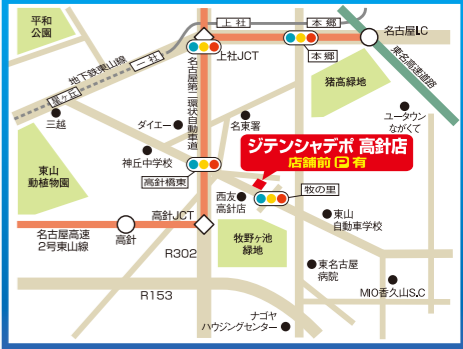 平和
公園
上社
本郷
名古屋I.C
地下鉄東山線
一社
上社JCT
本郷
東名高速道路
星ヶ丘
名古屋第二環状自動車道
猪高緑地
三越
ダイエー
名東署
ユータウン
ながくて
ジテンシャデポ 高針店
店舗前 P 有
神丘中学校
東山
動植物園
高針橋東
西友
高針店
牧の里
高針JCT
東山
自動車学校
名古屋高速
2号東山線
高針
牧野ヶ池
緑地
R302
東名古屋
病院
MIO香久山S.C
R153
ナゴヤ
ハウジングセンター